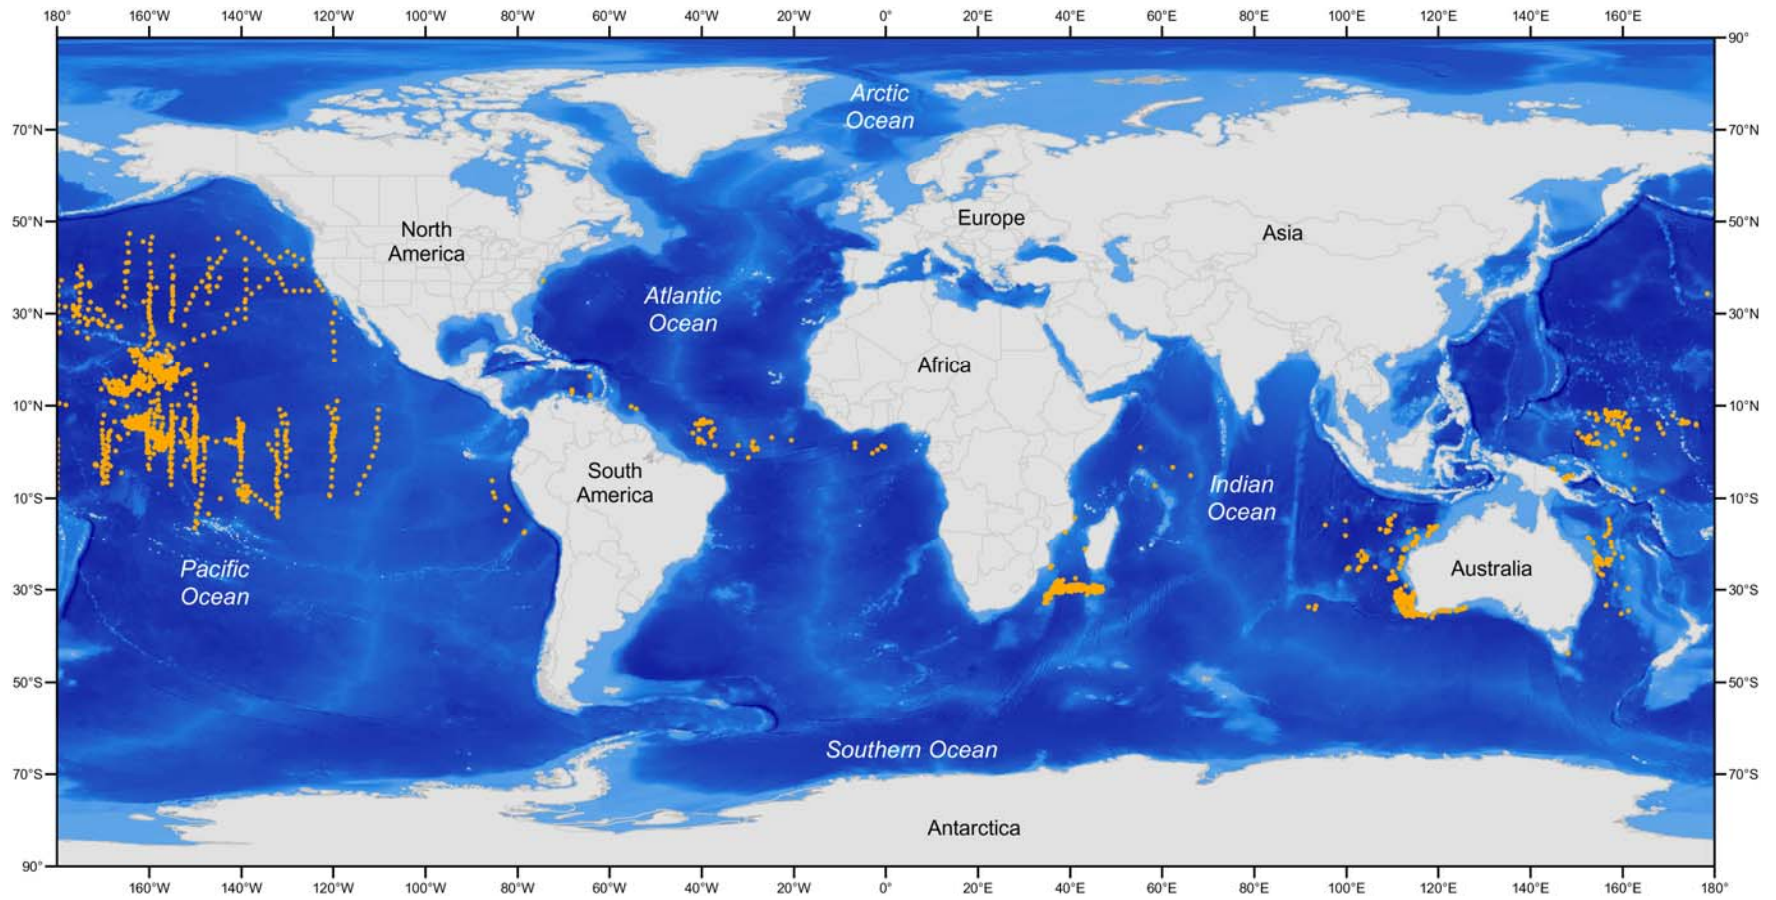 180° 160°W 140°W 120°W 100°W 80°W 60°W 40°W 20°W 0° 20°E 40°E 60°E 80°E 100°E 120°E 140°E 160°E 180°
90°
Arctic
Ocean
70°N 70°N
50°N 50°N
North
America
Europe
Asia
Atlantic
Ocean
30°N 30°N
Africa
10°N 10°N
South
America
10°S 10°S
Indian
Ocean
Pacific
Ocean
Australia
30°S 30°S
50°S 50°S
Southern Ocean
70°S 70°S
Antarctica
90° 90°
160°W 140°W 120°W 100°W 80°W 60°W 40°W 20°W 0° 20°E 40°E 60°E 80°E 100°E 120°E 140°E 160°E 180°